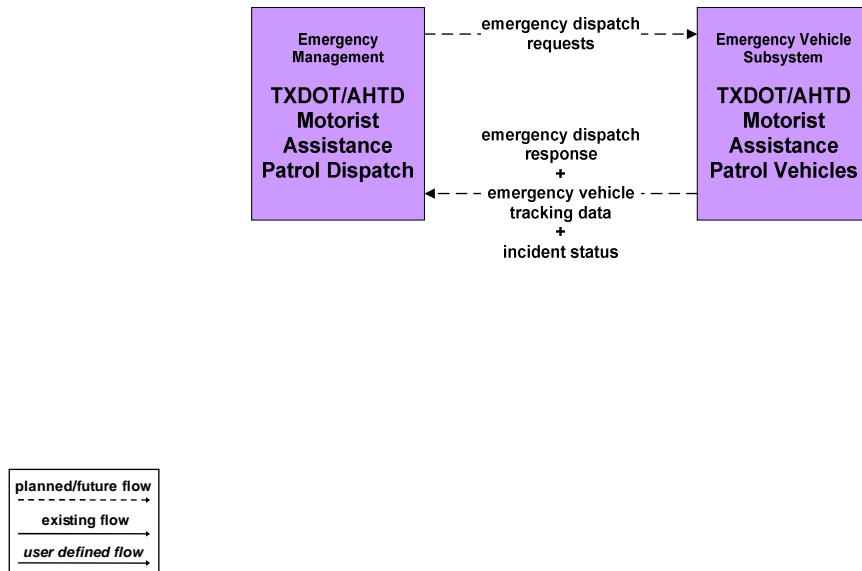 Emergency
Management
TXDOT/AHTD
Motorist
Assistance
Patrol Dispatch
emergency dispatch
requests
Emergency Vehicle
Subsystem
TXDOT/AHTD
Motorist
Assistance
Patrol Vehicles
emergency dispatch
response
+
emergency vehicle
tracking data
+
incident status
planned/future flow
existing flow
user defined flow